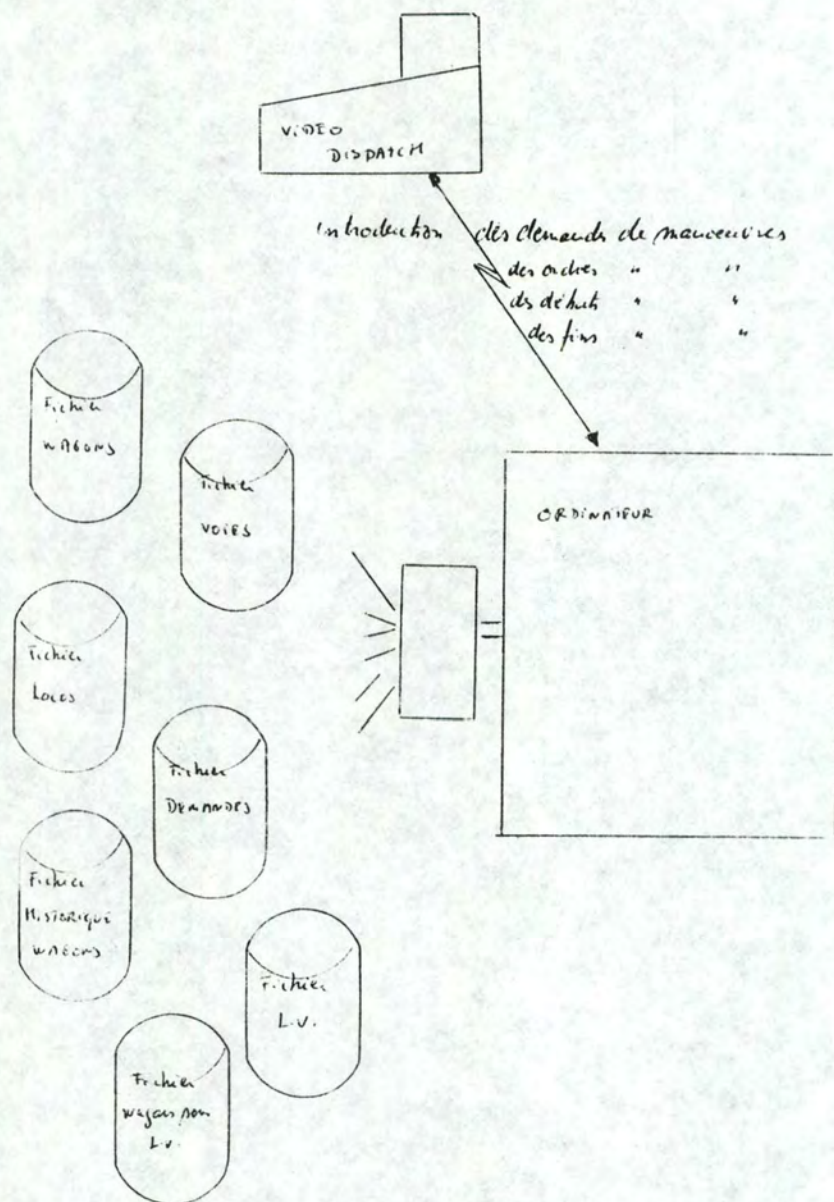 VIDEO
DISPATCH
Introduction des demandes de manoeuvres
des ordres " "
des débuts " "
des fins " "
Fichier
WAGONS
Fichier
VOIES
ORDINATEUR
Fichier
LOCOS
Fichier
DEMANDES
Fichier
HISTORIQUE
WAGONS
Fichier
L.V.
Fichier
wagons
L.V.